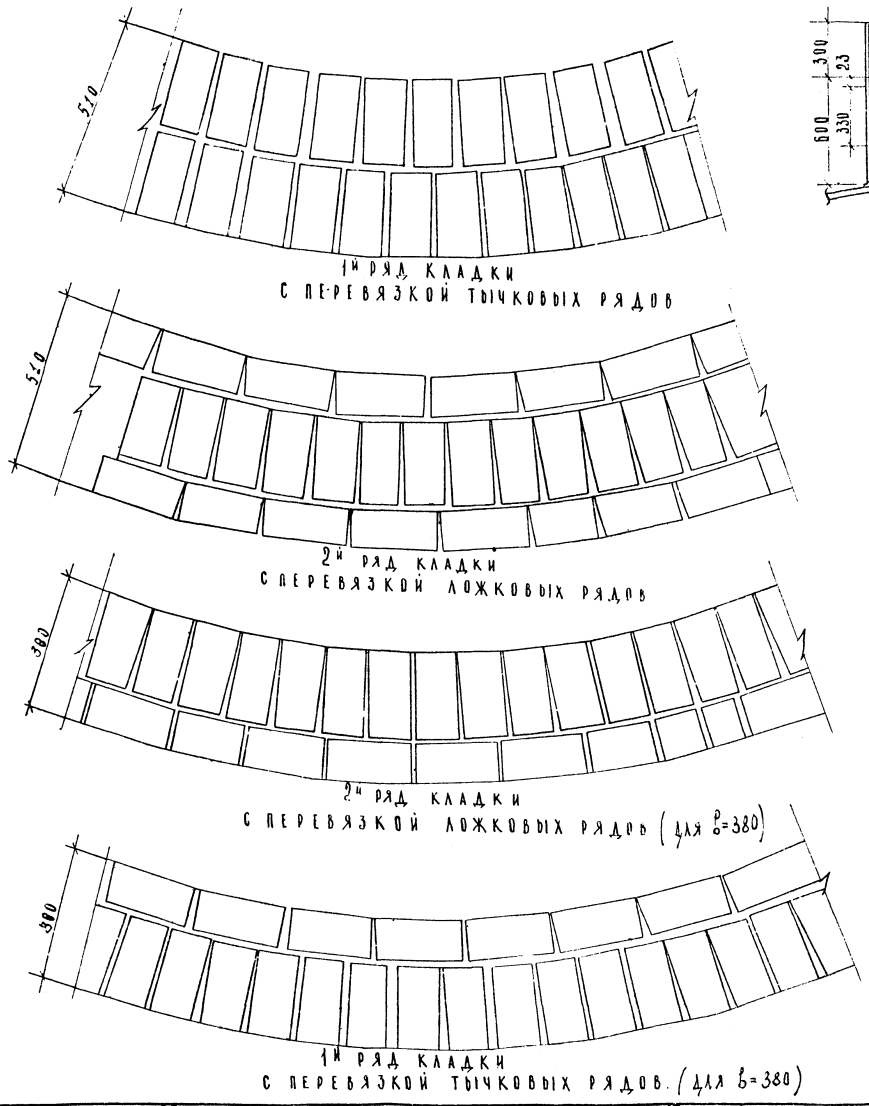 510
300
23
600
330
1й РЯД КЛАДКИ
С ПЕРЕВЯЗКОЙ ТЫЧКОВЫХ РЯДОВ
510
2й РЯД КЛАДКИ
С ПЕРЕВЯЗКОЙ ЛОЖКОВЫХ РЯДОВ
380
2й РЯД КЛАДКИ
С ПЕРЕВЯЗКОЙ ЛОЖКОВЫХ РЯДОВ (ДЛЯ b=380)
380
1й РЯД КЛАДКИ
С ПЕРЕВЯЗКОЙ ТЫЧКОВЫХ РЯДОВ. (ДЛЯ b=380)